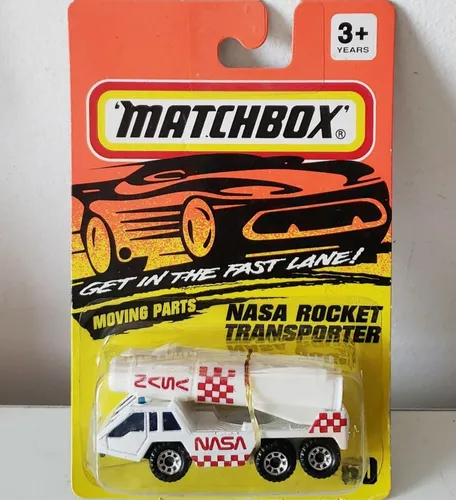 3+
YEARS
'MATCHBOX'®
GET IN THE FAST LANE!
MOVING PARTS
NASA ROCKET
TRANSPORTER
NASA
NASA